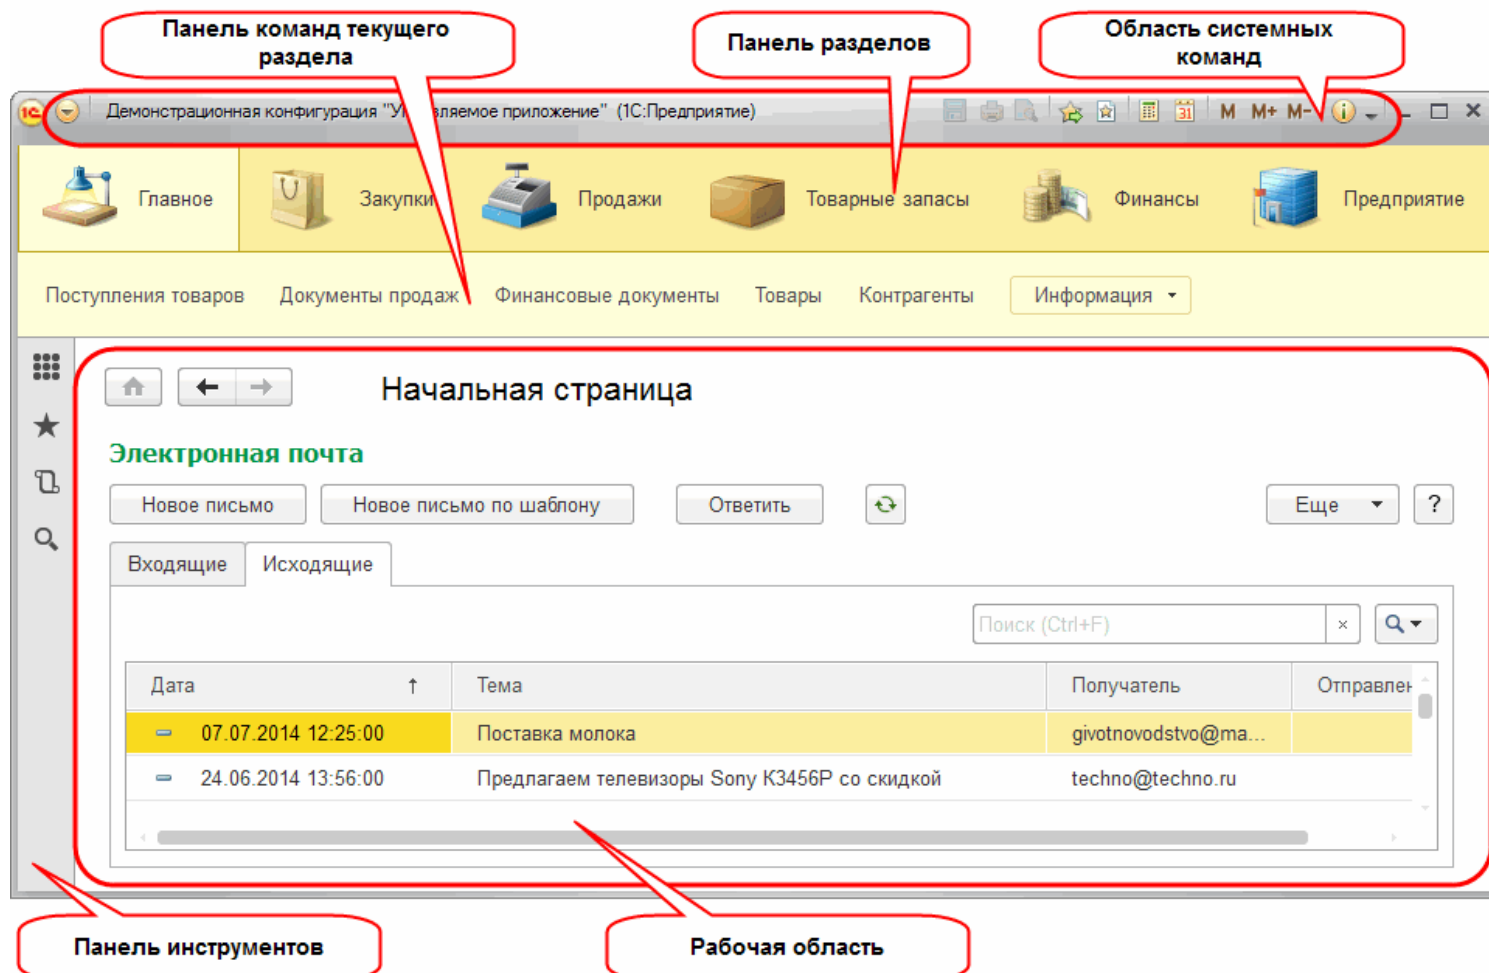 Панель команд текущего
раздела
Панель разделов
Область системных
команд
1С Демонстрационная конфигурация "Управляемое приложение" (1С:Предприятие) 31 M M+ M- i
Главное Закупки Продажи Товарные запасы Финансы Предприятие
Поступления товаров Документы продаж Финансовые документы Товары Контрагенты Информация
Начальная страница
Электронная почта
Новое письмо Новое письмо по шаблону Ответить Еще ?
Входящие Исходящие
Поиск (Ctrl+F) ×
Дата ↑ Тема Получатель Отправлен
07.07.2014 12:25:00 Поставка молока givotnovodstvo@ma...
24.06.2014 13:56:00 Предлагаем телевизоры Sony К3456Р со скидкой techno@techno.ru
Панель инструментов
Рабочая область